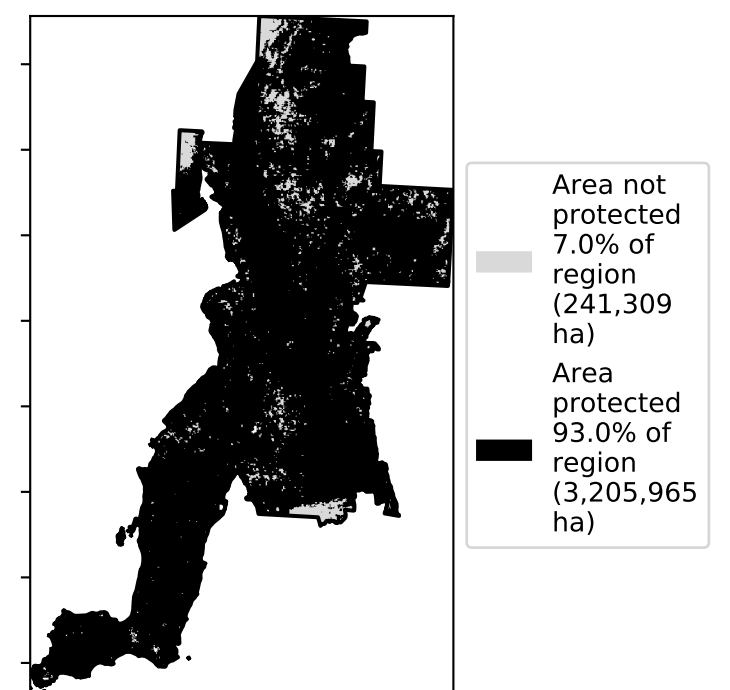 Area not
protected
7.0% of
region
(241,309
ha)
Area
protected
93.0% of
region
(3,205,965
ha)